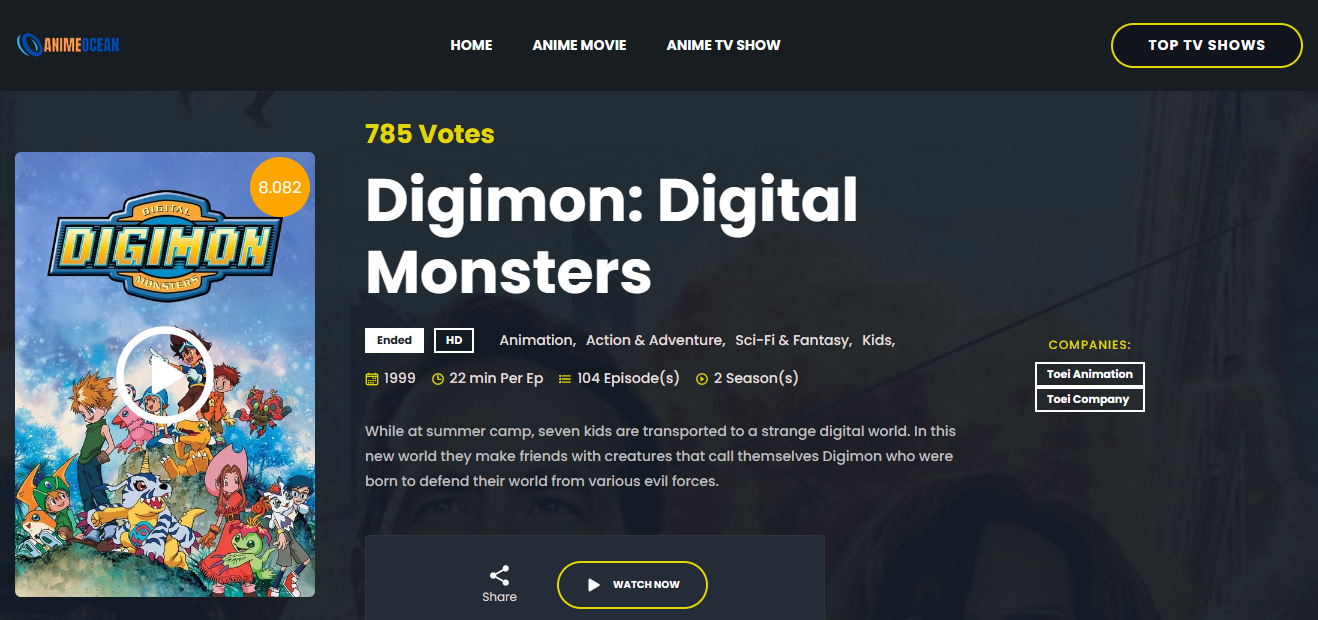 ANIMEOCEAN
HOME
ANIME MOVIE
ANIME TV SHOW
TOP TV SHOWS
8.082
DIGITAL
DIGIMON
MONSTERS
785 Votes
Digimon: Digital
Monsters
Ended
HD
Animation, Action & Adventure, Sci-Fi & Fantasy, Kids,
1999
22 min Per Ep
104 Episode(s)
2 Season(s)
While at summer camp, seven kids are transported to a strange digital world. In this
new world they make friends with creatures that call themselves Digimon who were
born to defend their world from various evil forces.
Share
WATCH NOW
COMPANIES:
Toei Animation
Toei Company